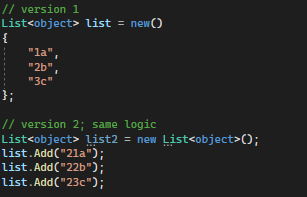 // version 1
List<object> list = new()
{
"1a",
"2b",
"3c"
};
// version 2; same logic
List<object> list2 = new List<object>();
list.Add("21a");
list.Add("22b");
list.Add("23c");